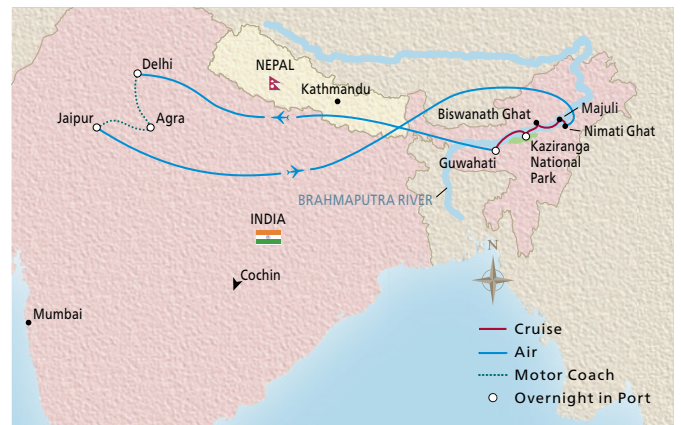 Delhi
NEPAL
Kathmandu
Jaipur
Agra
Biswanath Ghat
Majuli
Nimati Ghat
Guwahati
Kaziranga
National
Park
BRAHMAPUTRA RIVER
INDIA
N
Cochin
Mumbai
Cruise
Air
Motor Coach
Overnight in Port